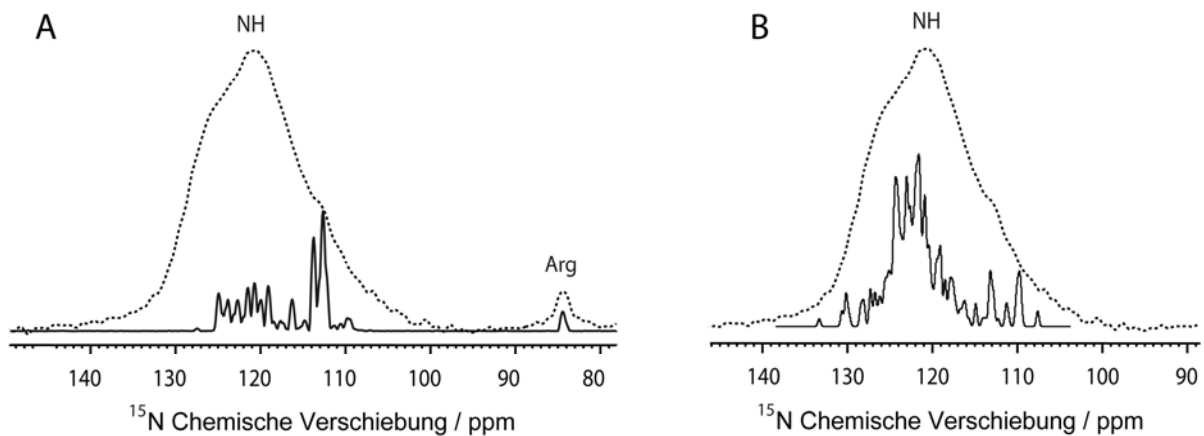 A
NH
Arg
140 130 120 110 100 90 80
¹⁵N Chemische Verschiebung / ppm
B
NH
140 130 120 110 100 90
¹⁵N Chemische Verschiebung / ppm